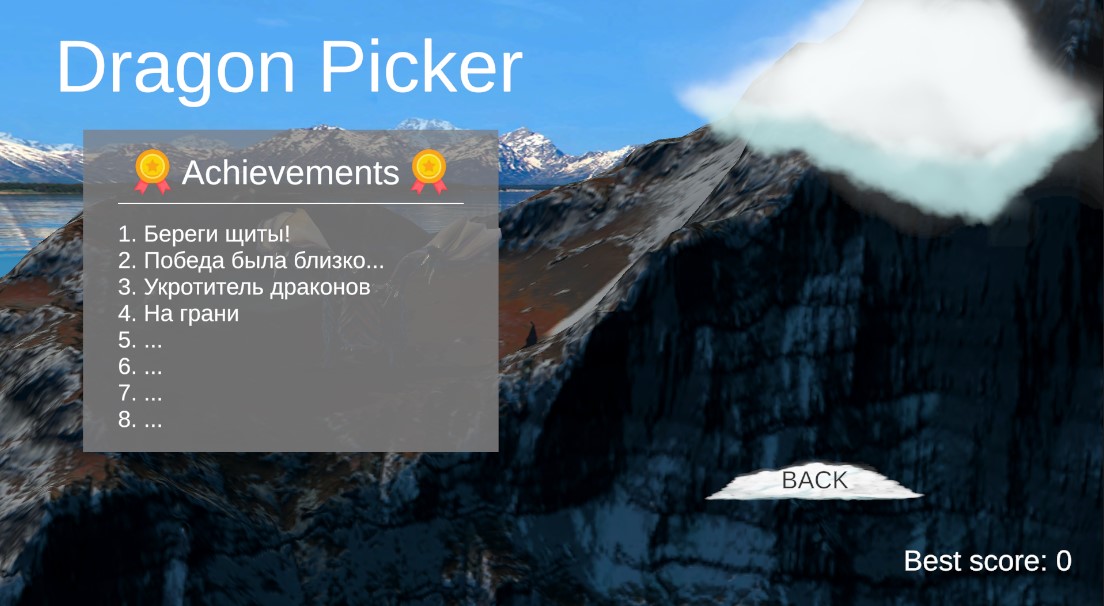 Dragon Picker
Achievements
1. Береги щиты!
2. Победа была близко...
3. Укротитель драконов
4. На грани
5. ...
6. ...
7. ...
8. ...
BACK
Best score: 0